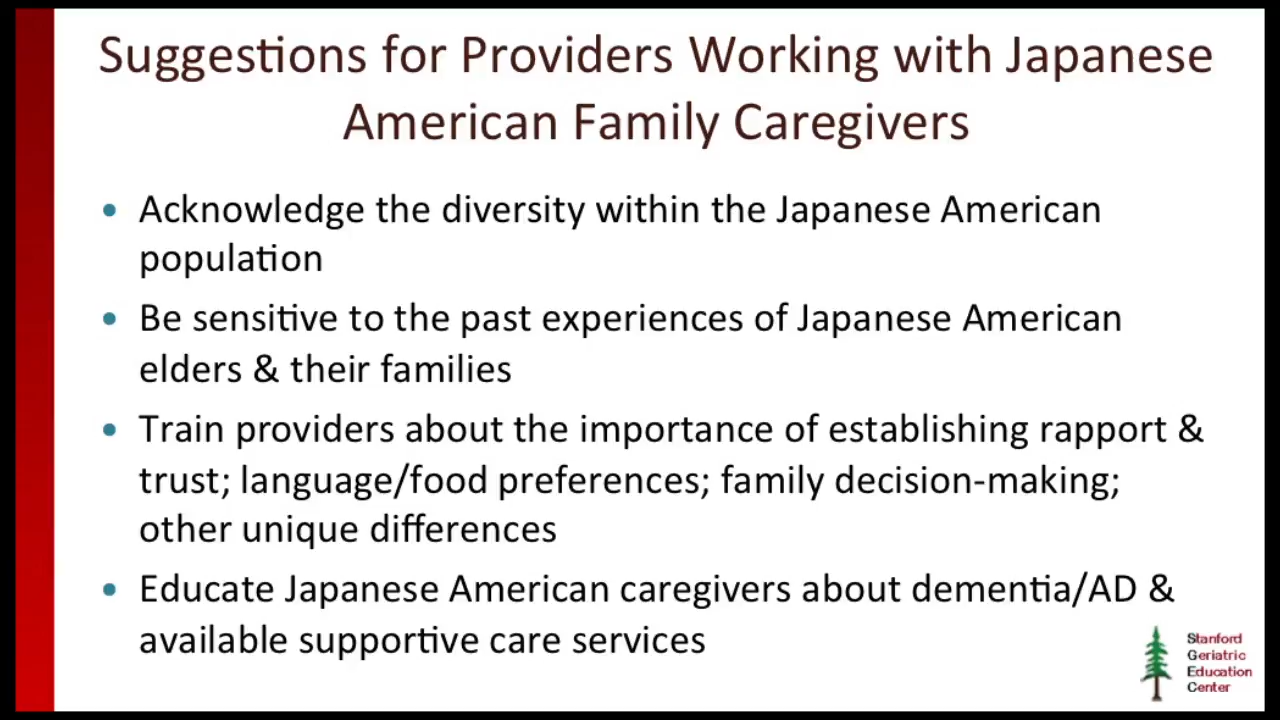 Suggestions for Providers Working with Japanese
American Family Caregivers
• Acknowledge the diversity within the Japanese American
population
• Be sensitive to the past experiences of Japanese American
elders & their families
• Train providers about the importance of establishing rapport &
trust; language/food preferences; family decision-making;
other unique differences
• Educate Japanese American caregivers about dementia/AD &
available supportive care services
Stanford
Geriatric
Education
Center